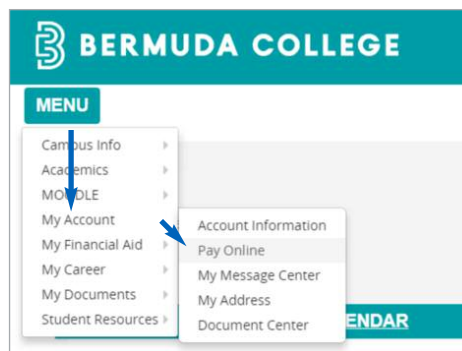 BERMUDA COLLEGE
MENU
Campus Info
Academics
MOODLE
My Account
My Financial Aid
My Career
My Documents
Student Resources
Account Information
Pay Online
My Message Center
My Address
Document Center
ENDAR